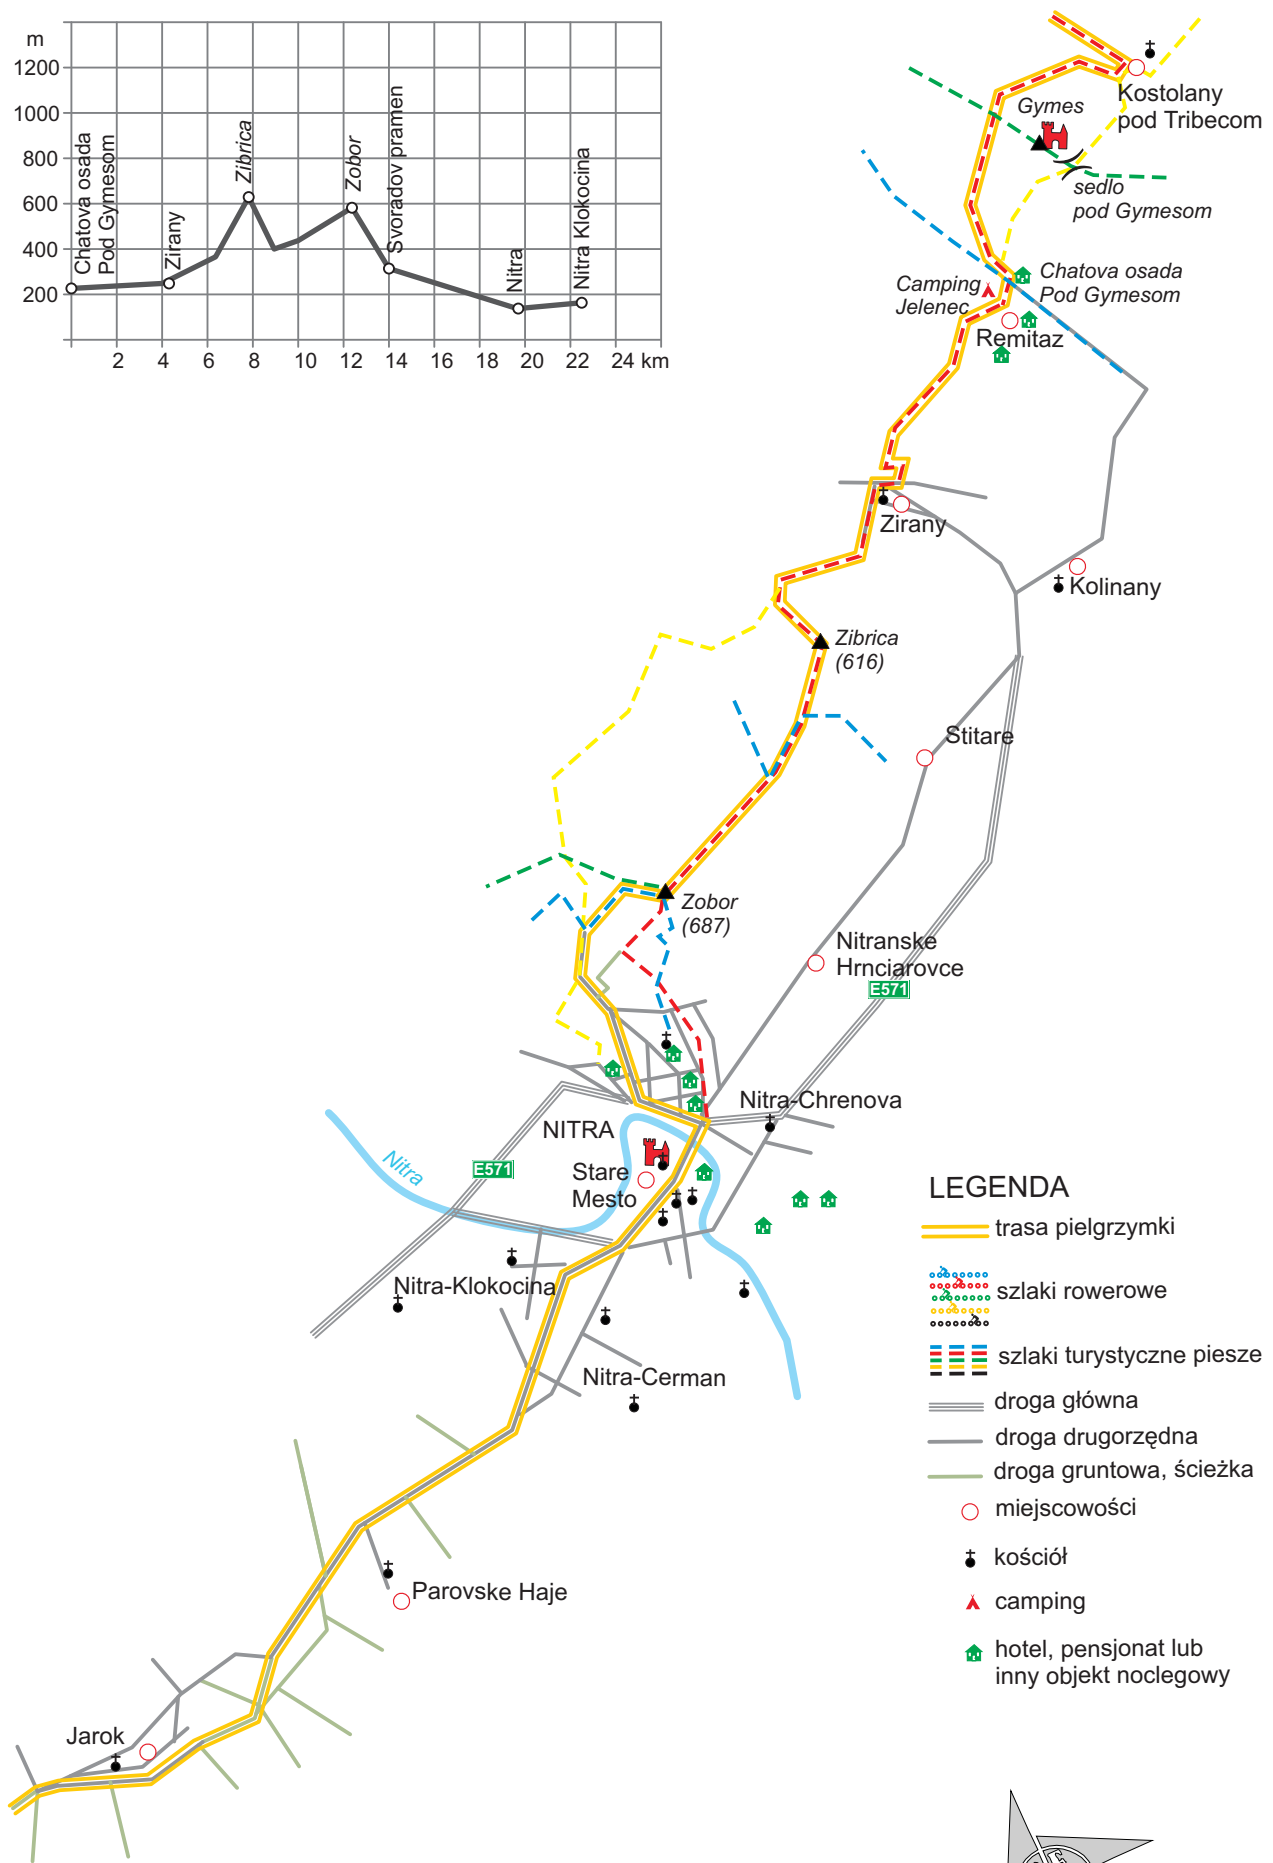 m
1200
1000
800
600
400
200
2 4 6 8 10 12 14 16 18 20 22 24 km
Chatova osada
Pod Gymesom
Zirany
Zibrica
Zobor
Svoradov pramen
Nitra
Nitra Klokocina
Kostolany
pod Tribecom
Gymes
sedlo
pod Gymesom
Chatova osada
Pod Gymesom
Camping
Jelenec
Remitaz
Zirany
Kolinany
Zibrica
(616)
Stitare
Zobor
(687)
Nitranske
Hrnciarovce
E571
Nitra-Chrenova
NITRA
Nitra
E571
Stare
Mesto
Nitra-Klokocina
Nitra-Cerman
Parovske Haje
Jarok
LEGENDA
trasa pielgrzymki
szlaki rowerowe
szlaki turystyczne piesze
droga główna
droga drugorzędna
droga gruntowa, ścieżka
miejscowości
kościół
camping
hotel, pensjonat lub
inny objekt noclegowy